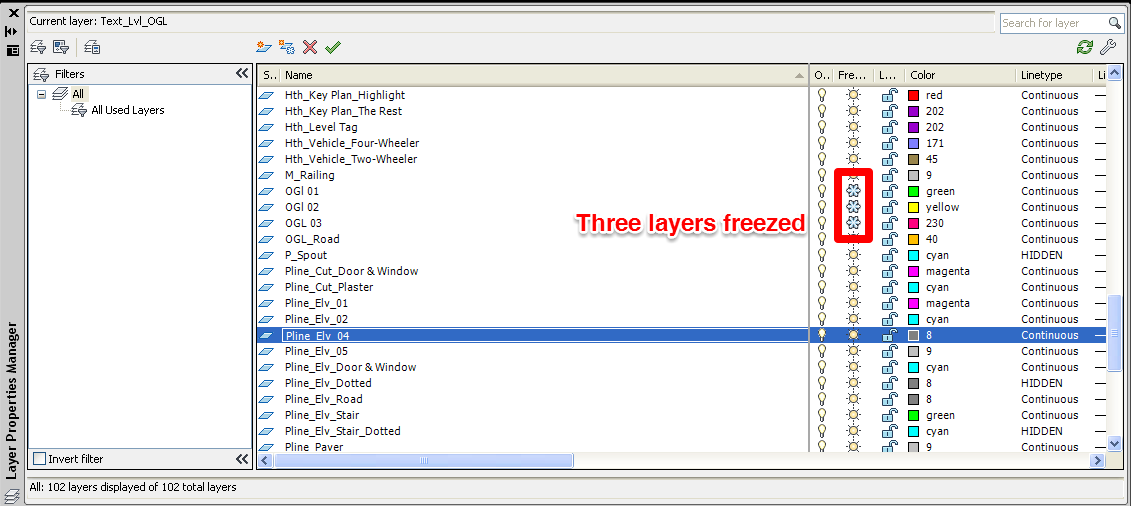 Current layer: Text_Lvl_OGL
Search for layer
Filters
All
All Used Layers
Invert filter
Layer Properties Manager
S.. Name O.. Fre... L... Color Linetype Li
Hth_Key Plan_Highlight red Continuous
Hth_Key Plan_The Rest 202 Continuous
Hth_Level Tag 202 Continuous
Hth_Vehicle_Four-Wheeler 171 Continuous
Hth_Vehicle_Two-Wheeler 45 Continuous
M_Railing 9 Continuous
OGl 01 green Continuous
OGl 02 yellow Continuous
Three layers freezed
OGL 03 230 Continuous
OGL_Road 40 Continuous
P_Spout cyan HIDDEN
Pline_Cut_Door & Window magenta Continuous
Pline_Cut_Plaster cyan Continuous
Pline_Elv_01 magenta Continuous
Pline_Elv_02 cyan Continuous
Pline_Elv_04 8 Continuous
Pline_Elv_05 9 Continuous
Pline_Elv_Door & Window cyan Continuous
Pline_Elv_Dotted 8 HIDDEN
Pline_Elv_Road 8 Continuous
Pline_Elv_Stair green Continuous
Pline_Elv_Stair_Dotted cyan HIDDEN
Pline_Paver 9 Continuous
All: 102 layers displayed of 102 total layers